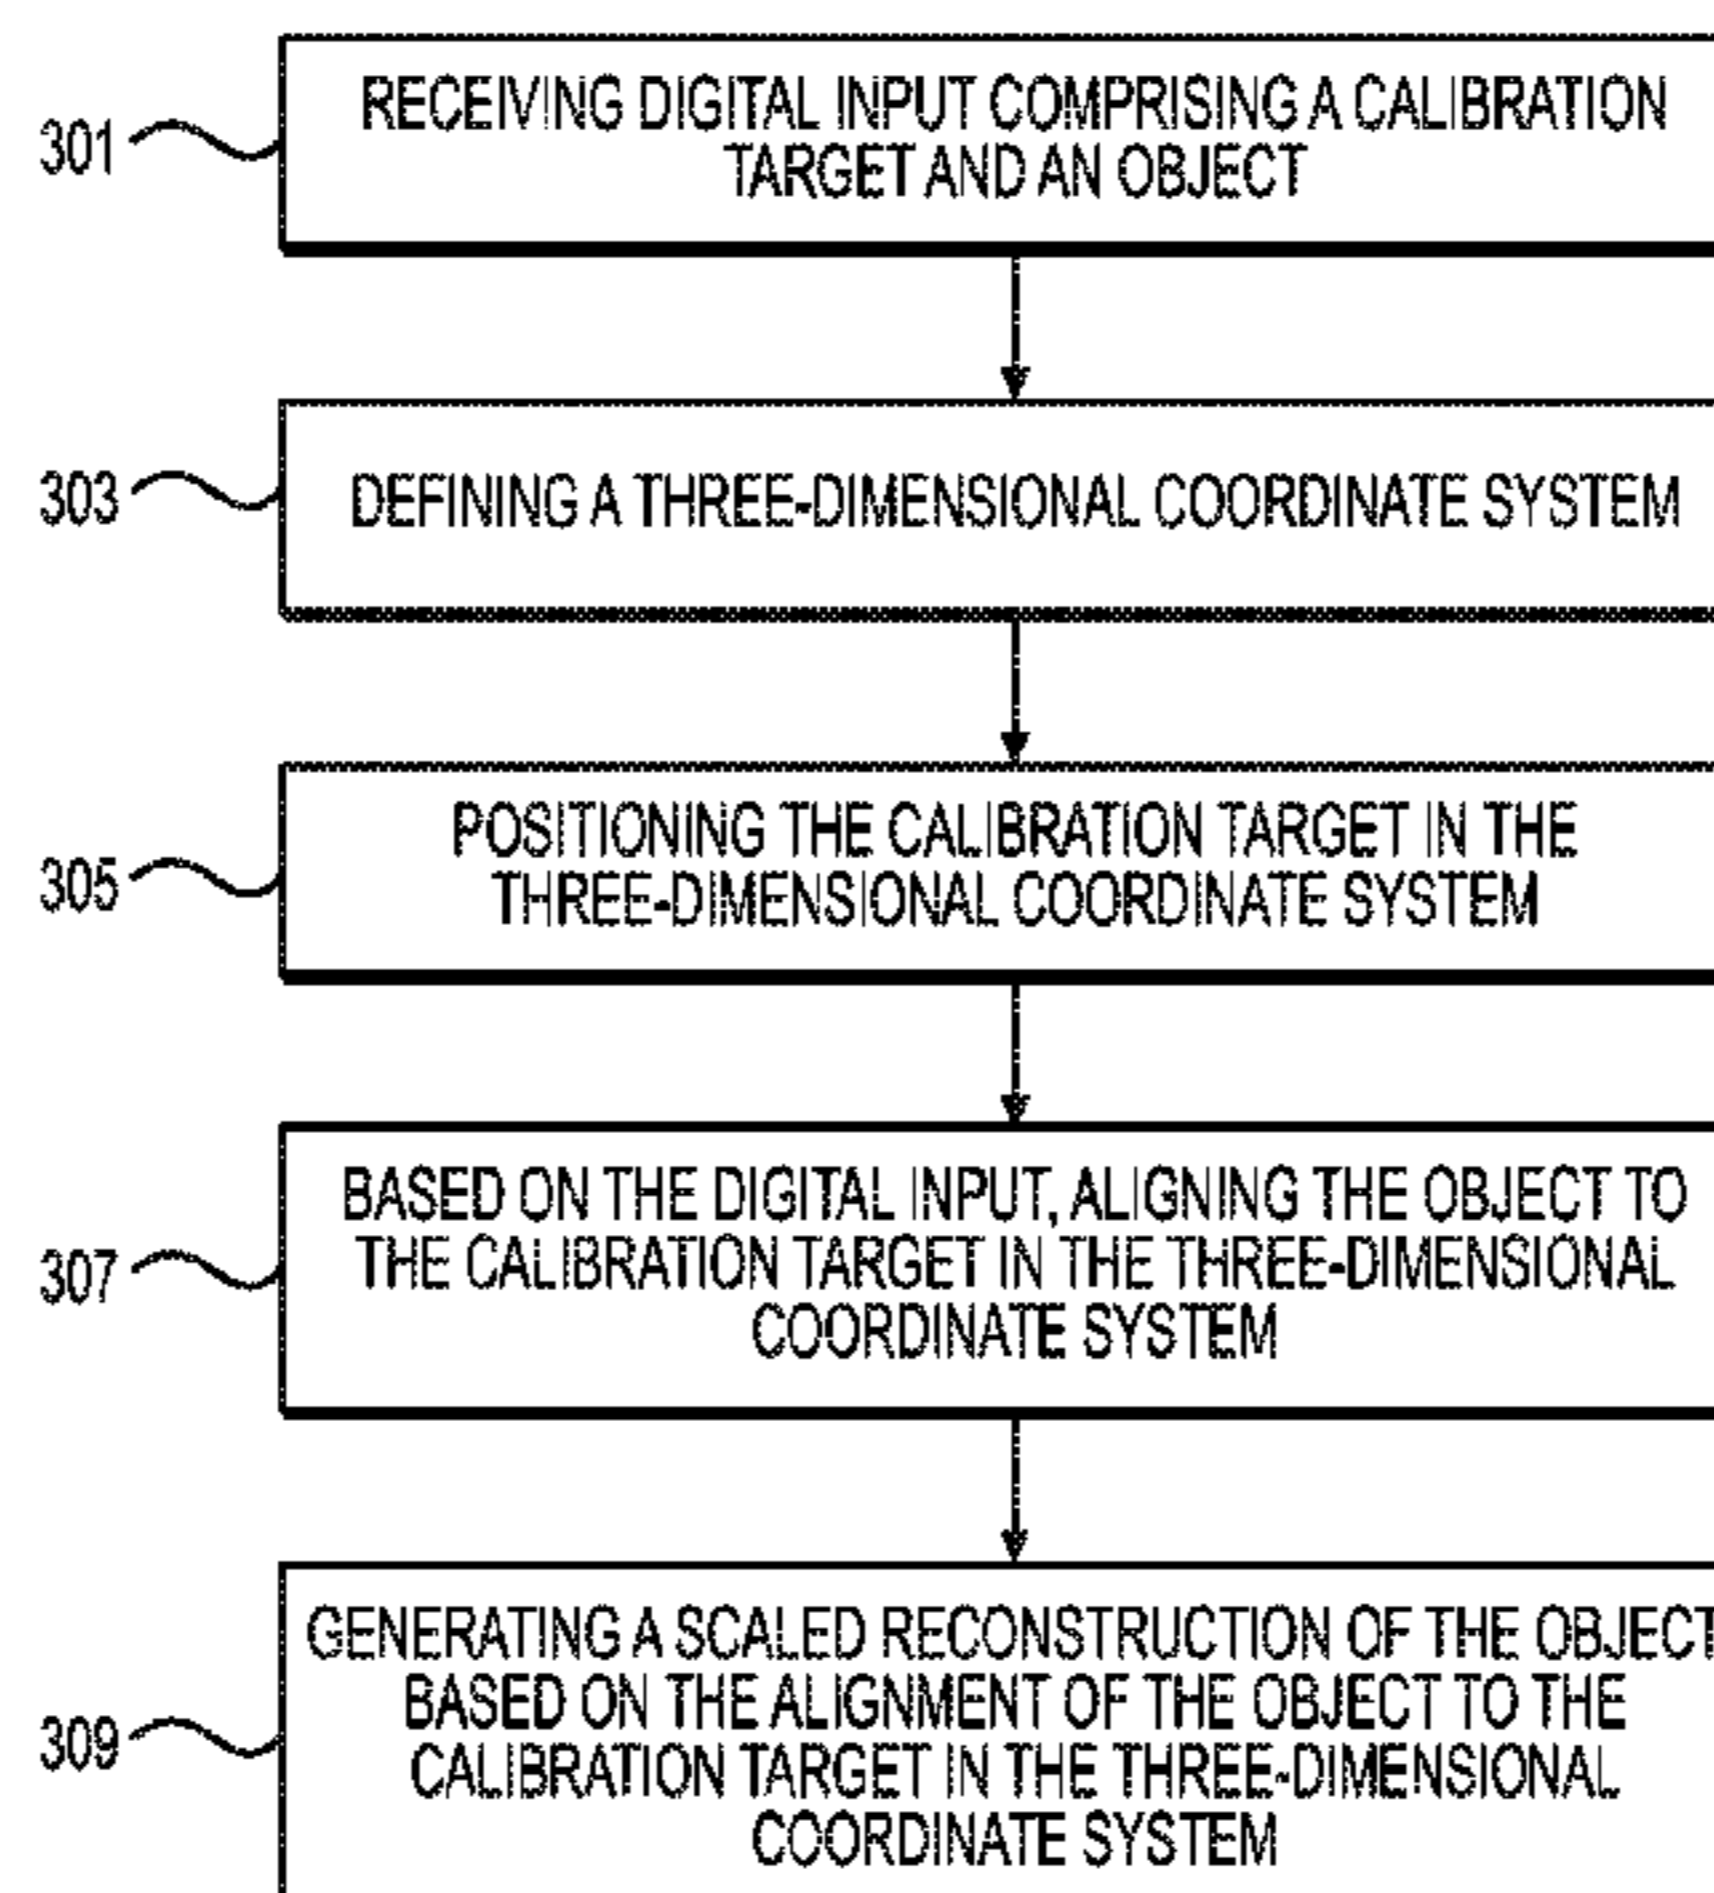 301
RECEIVING DIGITAL INPUT COMPRISING A CALIBRATION
TARGET AND AN OBJECT
303
DEFINING A THREE-DIMENSIONAL COORDINATE SYSTEM
305
POSITIONING THE CALIBRATION TARGET IN THE
THREE-DIMENSIONAL COORDINATE SYSTEM
307
BASED ON THE DIGITAL INPUT, ALIGNING THE OBJECT TO
THE CALIBRATION TARGET IN THE THREE-DIMENSIONAL
COORDINATE SYSTEM
309
GENERATING A SCALED RECONSTRUCTION OF THE OBJECT
BASED ON THE ALIGNMENT OF THE OBJECT TO THE
CALIBRATION TARGET IN THE THREE-DIMENSIONAL
COORDINATE SYSTEM